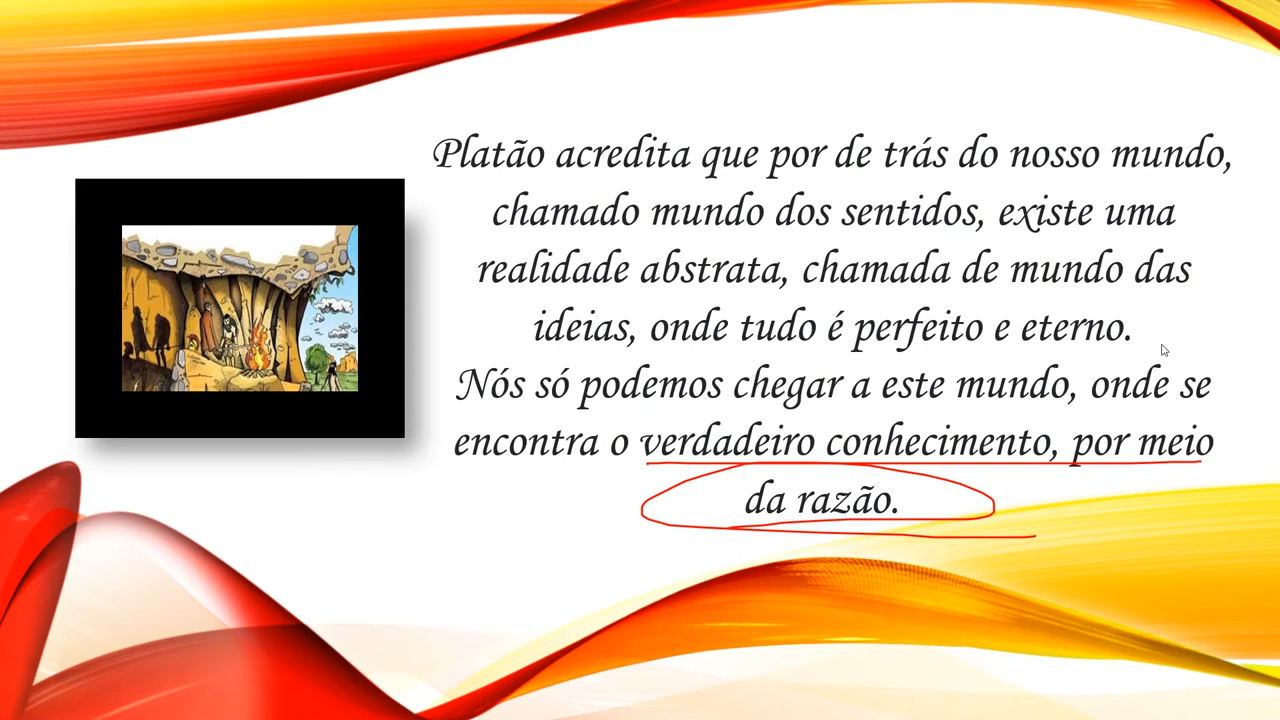 Platão acredita que por de trás do nosso mundo,
chamado mundo dos sentidos, existe uma
realidade abstrata, chamada de mundo das
ideias, onde tudo é perfeito e eterno.
Nós só podemos chegar a este mundo, onde se
encontra o verdadeiro conhecimento, por meio
da razão.